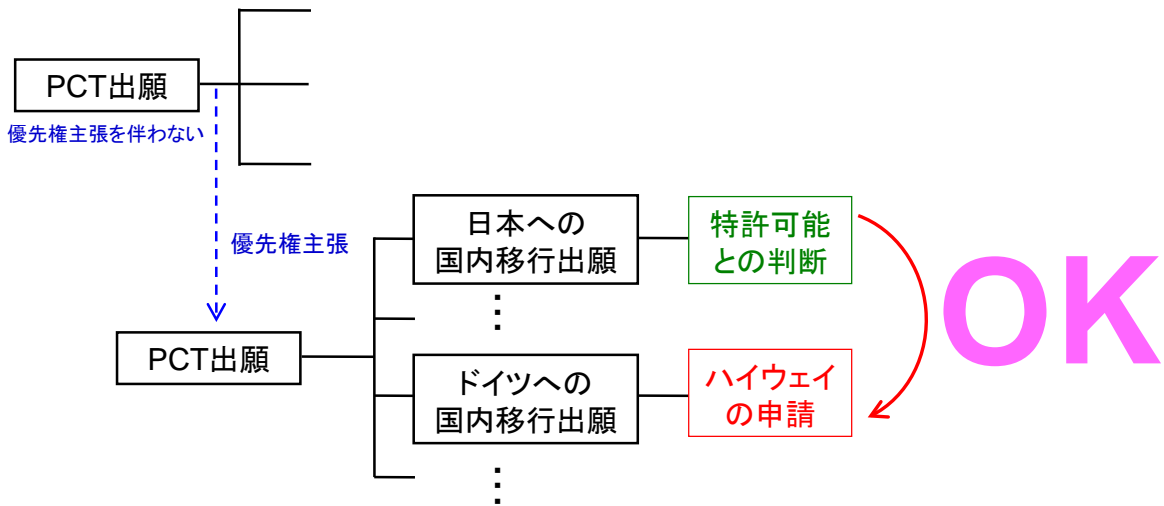 PCT出願
優先権主張を伴わない
優先権主張
日本への
国内移行出願
特許可能
との判断
OK
PCT出願
ドイツへの
国内移行出願
ハイウェイ
の申請